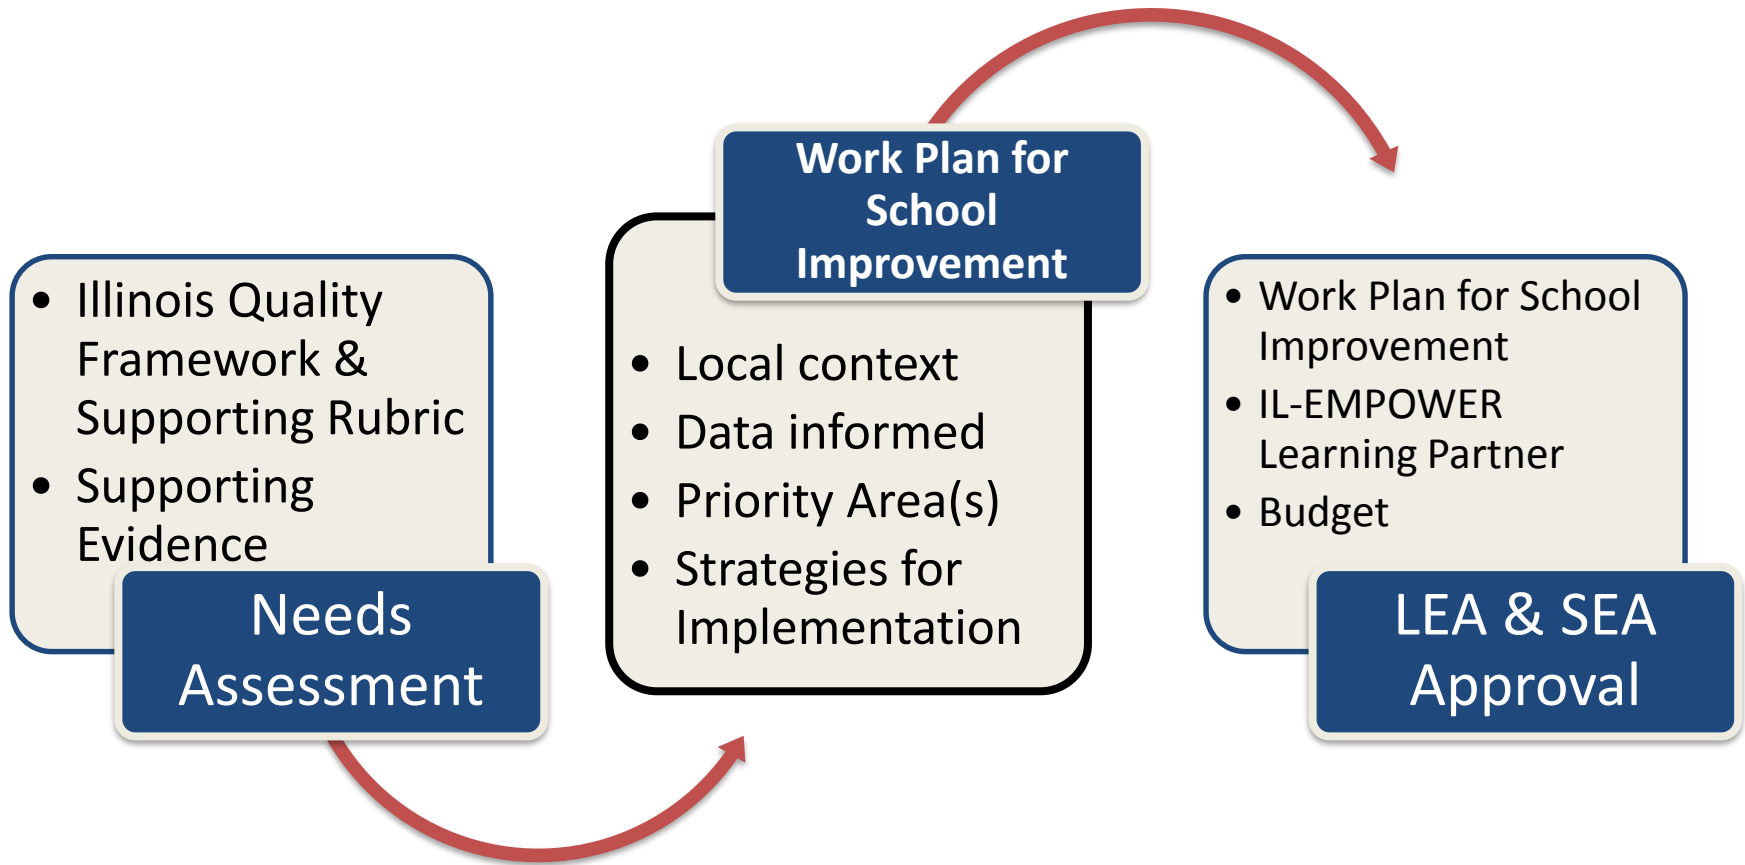 • Illinois Quality
Framework &
Supporting Rubric
• Supporting
Evidence
Needs
Assessment
Work Plan for
School
Improvement
• Local context
• Data informed
• Priority Area(s)
• Strategies for
Implementation
• Work Plan for School
Improvement
• IL-EMPOWER
Learning Partner
• Budget
LEA & SEA
Approval